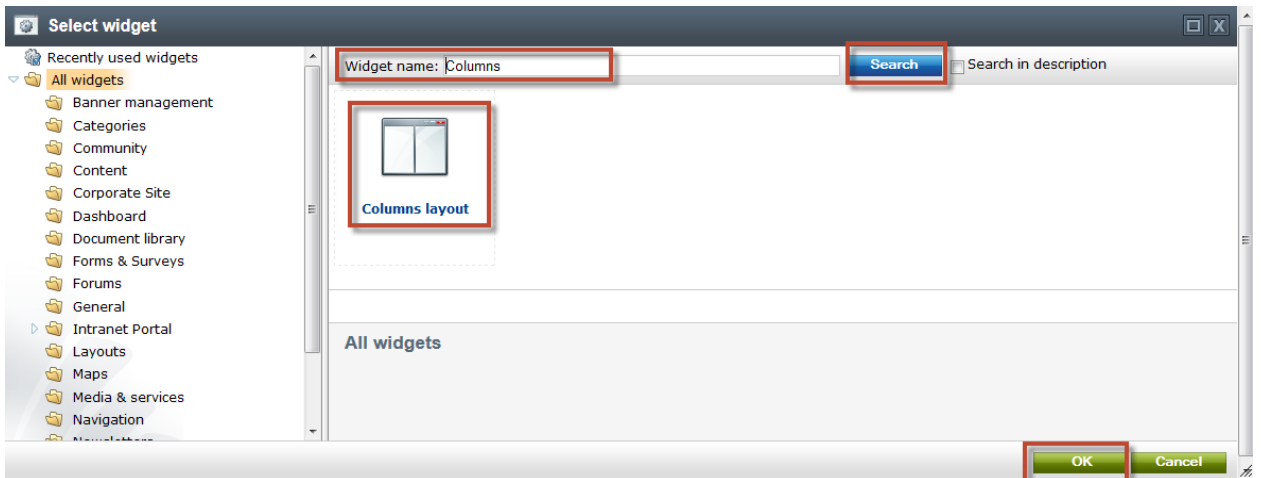 Select widget
X
Recently used widgets
All widgets
Banner management
Categories
Community
Content
Corporate Site
Dashboard
Document library
Forms & Surveys
Forums
General
Intranet Portal
Layouts
Maps
Media & services
Navigation
Widget name: Columns
Search
Search in description
Columns layout
All widgets
OK
Cancel